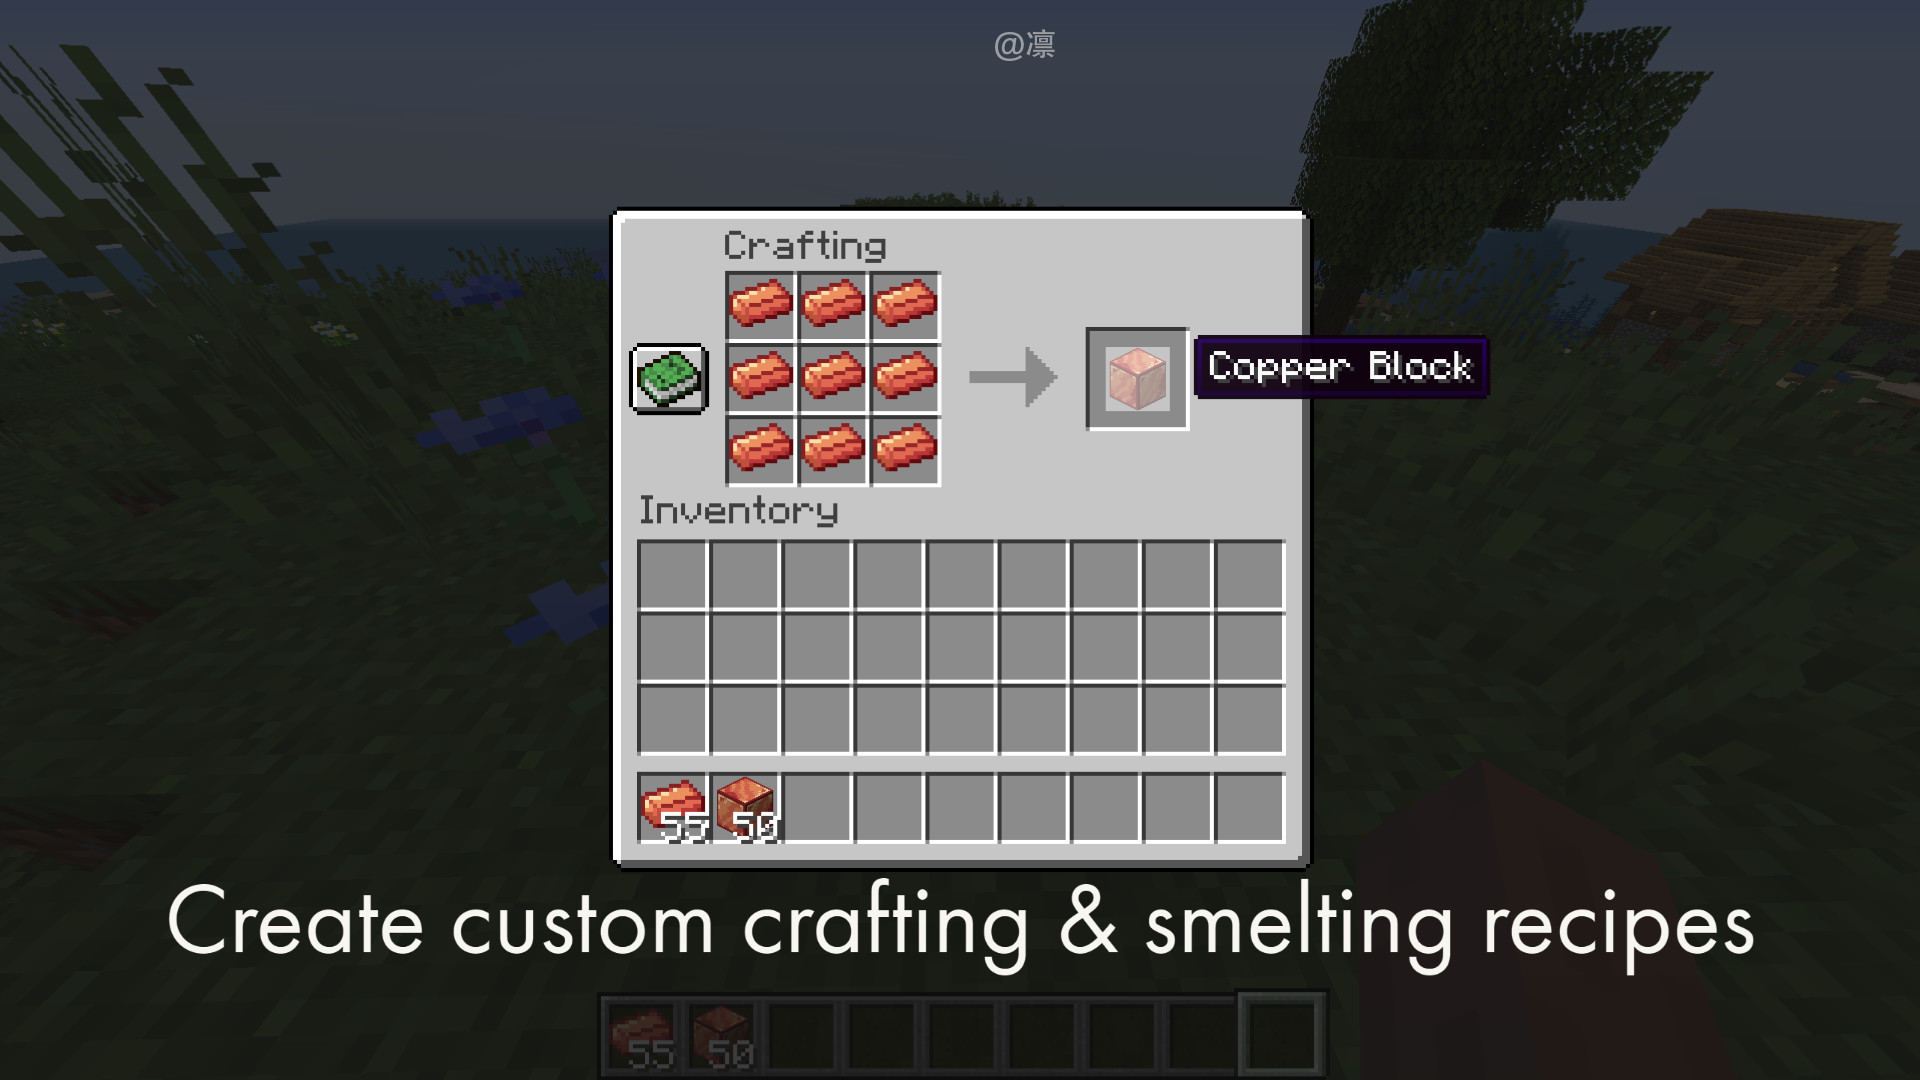 @凛
Crafting
Copper Block
Inventory
55 50
Create custom crafting & smelting recipes
55 50